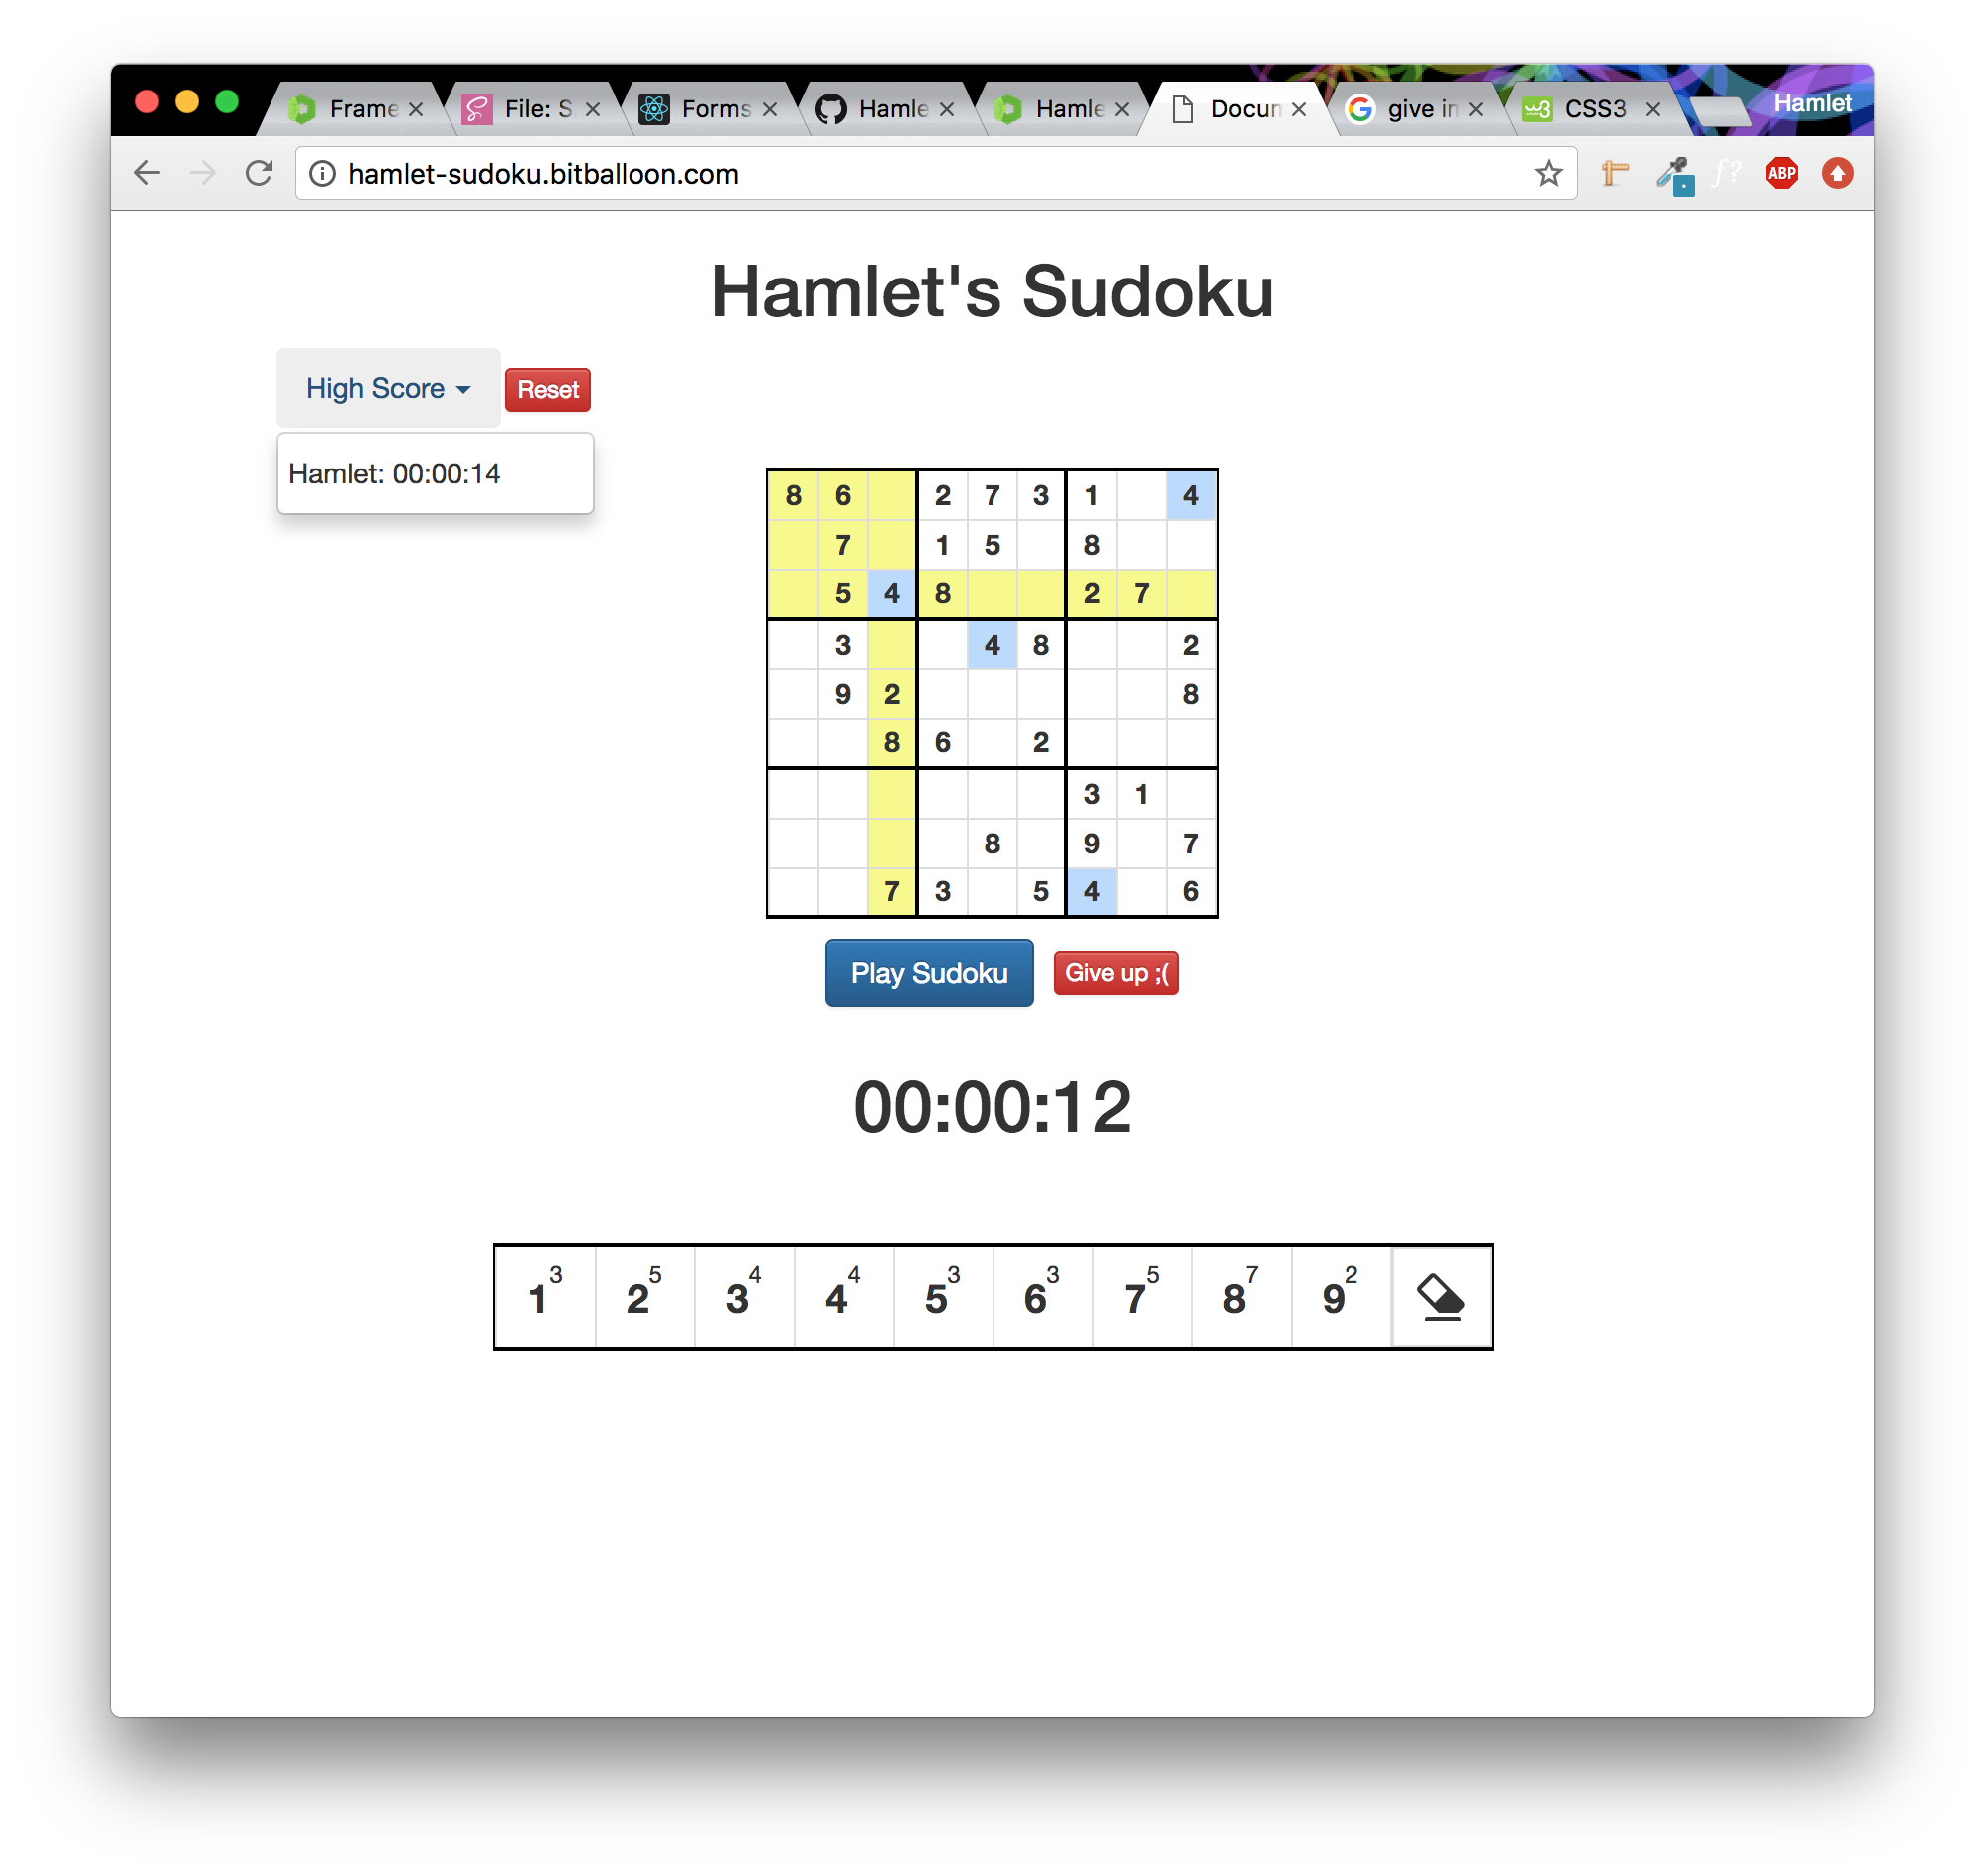 Frame File: S Forms Hamle Hamle Docun give in CSS3 Hamlet
hamlet-sudoku.bitballoon.com f? ABP
Hamlet's Sudoku
High Score Reset
Hamlet: 00:00:14
8 6 2 7 3 1 4
7 1 5 8
5 4 8 2 7
3 4 8 2
9 2 8
8 6 2
3 1
8 9 7
7 3 5 4 6
Play Sudoku Give up ;(
00:00:12
1 3 2 5 3 4 4 4 5 3 6 3 7 5 8 7 9 2